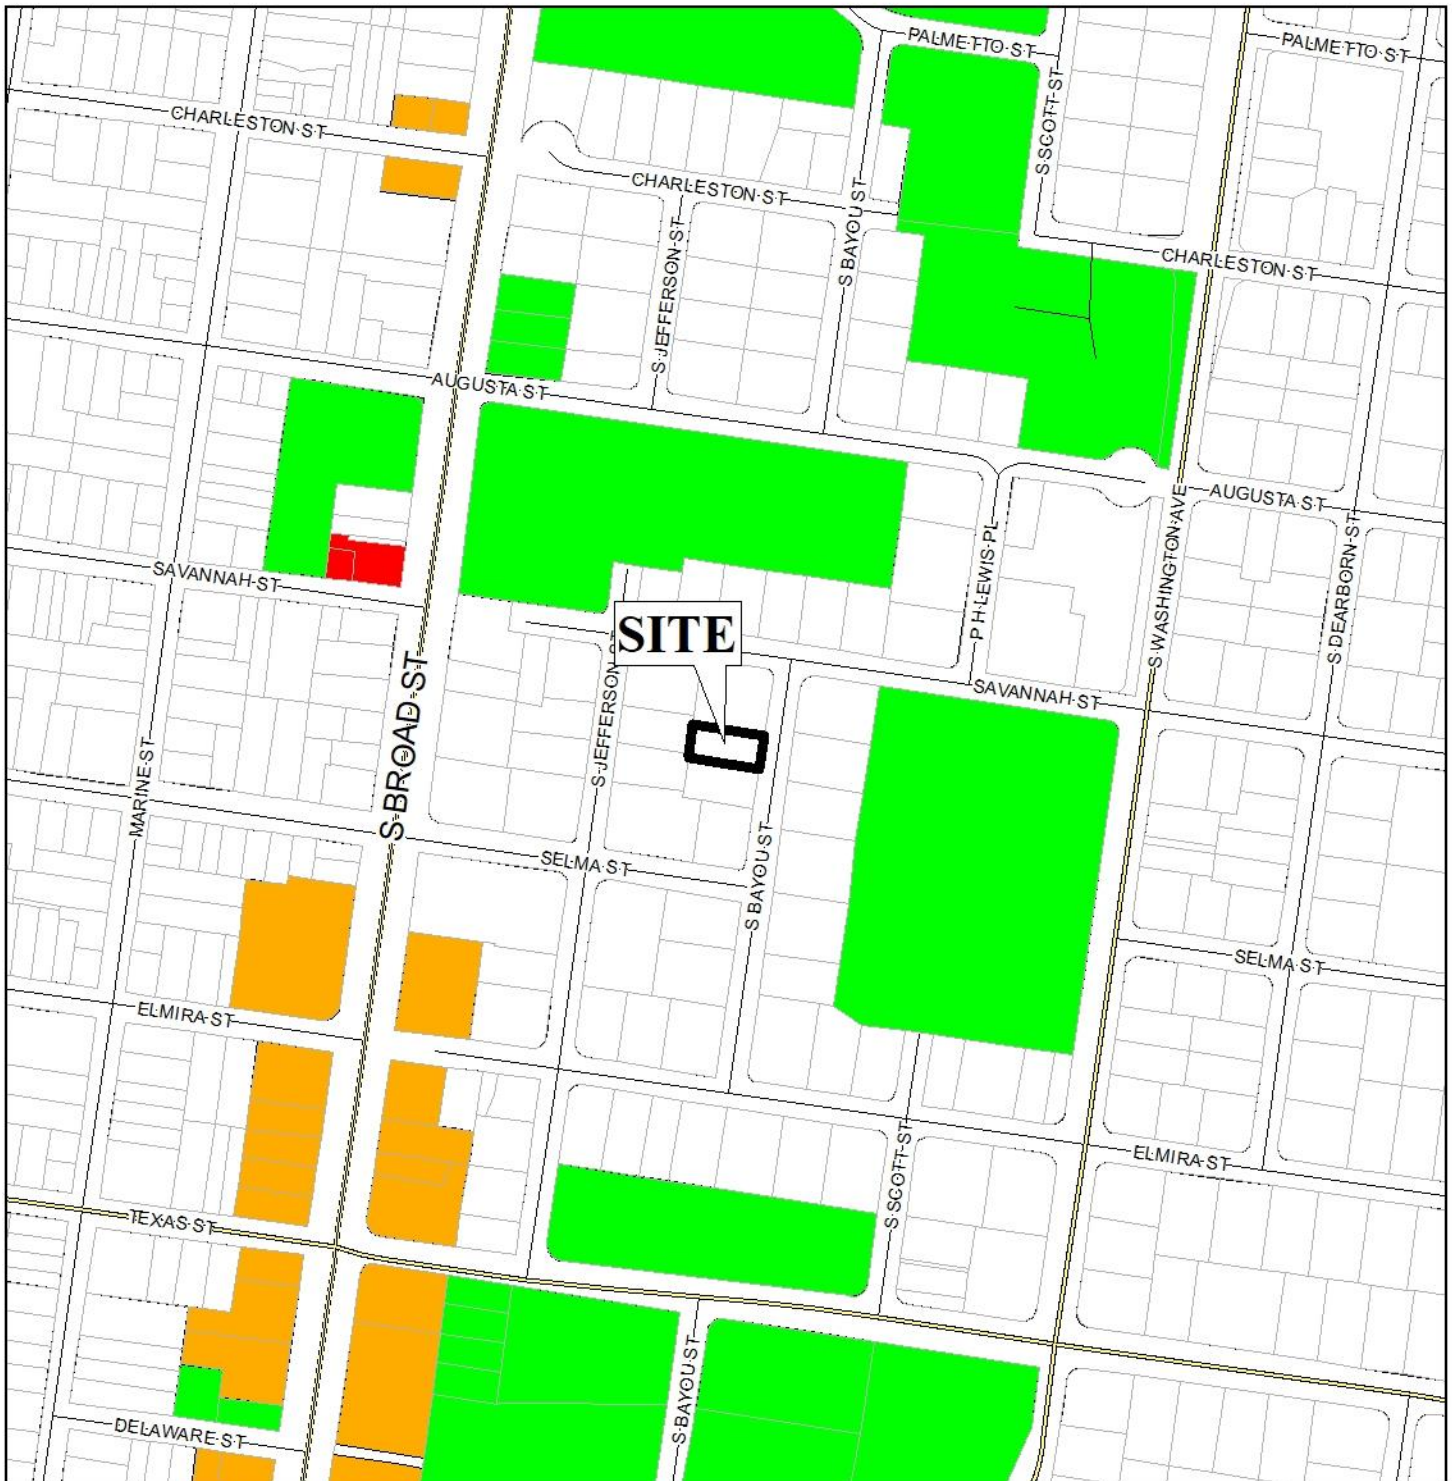 PALMETTO ST
PALMETTO ST
S SCOTT ST
CHARLESTON ST
CHARLESTON ST
S BAYOU ST
S JEFFERSON ST
CHARLESTON ST
AUGUSTA ST
AUGUSTA ST
S WASHINGTON AVE
S DEARBORN ST
P H LEWIS PL
SAVANNAH ST
SITE
S JEFFERSON
SAVANNAH ST
S BROAD ST
MARINE ST
S BAYOU ST
SELMA ST
SELMA ST
ELMIRA ST
S SCOTT ST
ELMIRA ST
TEXAS ST
S BAYOU ST
DELAWARE ST